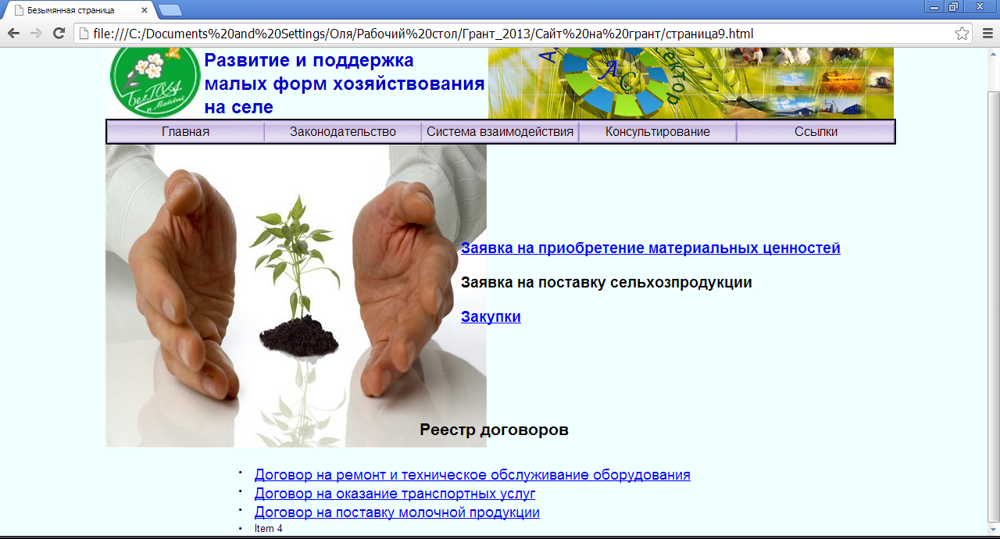 Безымянная страница
file:///C:/Documents%20and%20Settings/Оля/Рабочий%20стол/Грант_2013/Сайт%20на%20грант/страница9.html
Развитие и поддержка
малых форм хозяйствования
на селе
А
АС
Главная
Законодательство
Система взаимодействия
Консультирование
Ссылки
Заявка на приобретение материальных ценностей
Заявка на поставку сельхозпродукции
Закупки
Реестр договоров
• Договор на ремонт и техническое обслуживание оборудования
• Договор на оказание транспортных услуг
• Договор на поставку молочной продукции
• Item 4